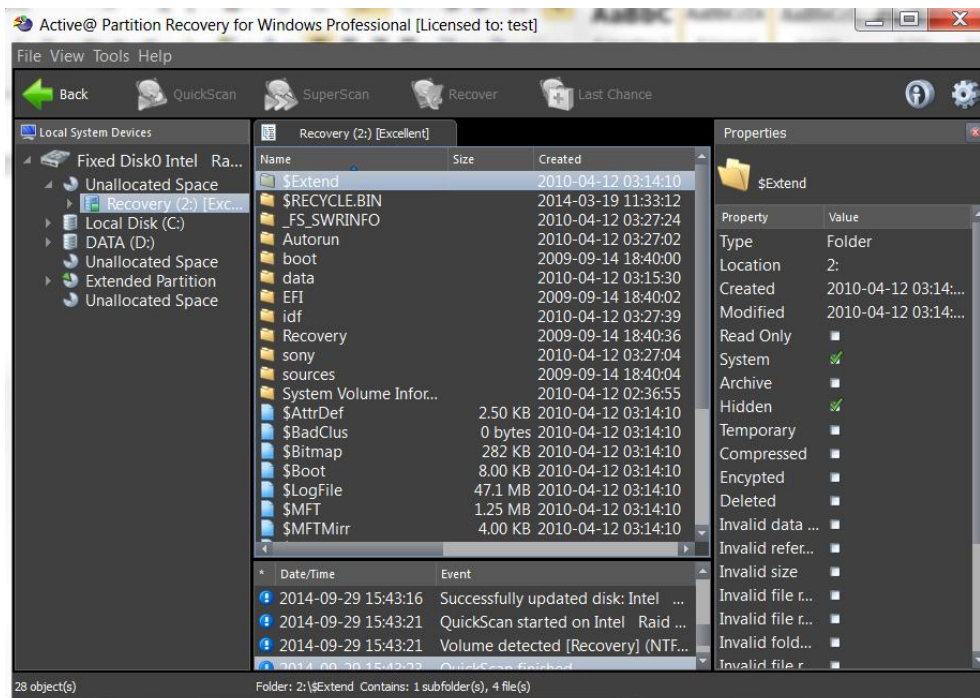 Active@ Partition Recovery for Windows Professional [Licensed to: test]
File View Tools Help
Back QuickScan SuperScan Recover Last Chance
Local System Devices
Fixed Disk0 Intel Ra...
Unallocated Space
Recovery (2:) [Exc...
Local Disk (C:)
DATA (D:)
Unallocated Space
Extended Partition
Unallocated Space
Recovery (2:) [Excellent]
Name Size Created
$Extend 2010-04-12 03:14:10
$RECYCLE.BIN 2014-03-19 11:33:12
_FS_SWRINFO 2010-04-12 03:27:24
Autorun 2010-04-12 03:27:02
boot 2009-09-14 18:40:00
data 2010-04-12 03:15:30
EFI 2009-09-14 18:40:02
idf 2010-04-12 03:27:39
Recovery 2009-09-14 18:40:36
sony 2010-04-12 03:27:04
sources 2009-09-14 18:40:04
System Volume Infor... 2010-04-12 02:36:55
$AttrDef 2.50 KB 2010-04-12 03:14:10
$BadClus 0 bytes 2010-04-12 03:14:10
$Bitmap 282 KB 2010-04-12 03:14:10
$Boot 8.00 KB 2010-04-12 03:14:10
$LogFile 47.1 MB 2010-04-12 03:14:10
$MFT 1.25 MB 2010-04-12 03:14:10
$MFTMirr 4.00 KB 2010-04-12 03:14:10
* Date/Time Event
2014-09-29 15:43:16 Successfully updated disk: Intel ...
2014-09-29 15:43:21 QuickScan started on Intel Raid ...
2014-09-29 15:43:21 Volume detected [Recovery] (NTF...
2014-09-29 15:43:23 QuickScan finished
Properties
$Extend
Property Value
Type Folder
Location 2:
Created 2010-04-12 03:14:...
Modified 2010-04-12 03:14:...
Read Only
System
Archive
Hidden
Temporary
Compressed
Encypted
Deleted
Invalid data ...
Invalid refer...
Invalid size
Invalid file r...
Invalid file r...
Invalid fold...
Invalid file r
28 object(s) Folder: 2:\$Extend Contains: 1 subfolder(s), 4 file(s)